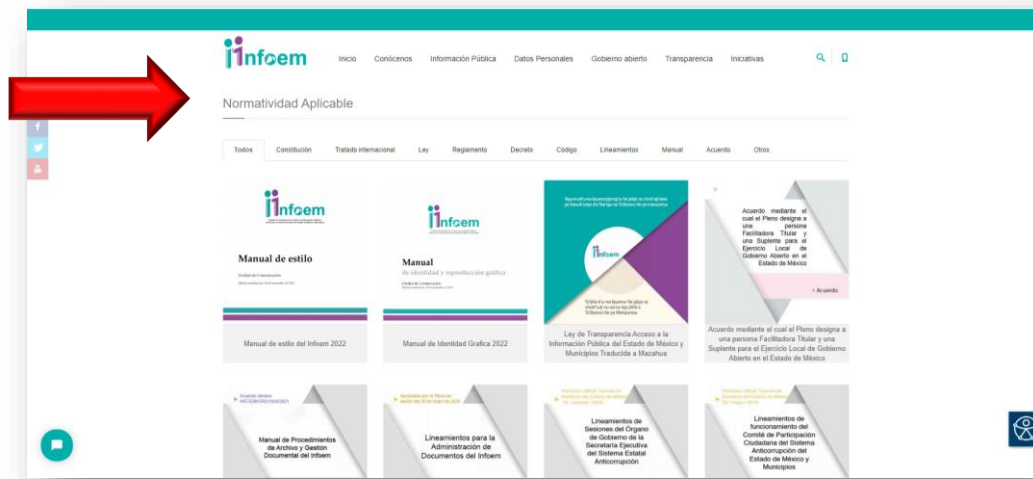 infoem
Inicio Conócenos Información Pública Datos Personales Gobierno abierto Transparencia Iniciativas
Normatividad Aplicable
Todos Constitución Tratado internacional Ley Reglamento Decreto Código Lineamientos Manual Acuerdo Otros
infoem
Manual de estilo
Manual de estilo del Infoem 2022
infoem
Manual
de identidad y reproducción gráfica
Manual de Identidad Grafica 2022
infoem
Ley de Transparencia Acceso a la
Información Pública del Estado de México y
Municipios Traducida a Mazahua
Acuerdo mediante el
cual el Pleno designa a
una persona
Facilitadora Titular y
una Suplente para el
Ejercicio Local de
Gobierno Abierto en el
Estado de México
Acuerdo
Acuerdo mediante el cual el Pleno designa a
una persona Facilitadora Titular y una
Suplente para el Ejercicio Local de Gobierno
Abierto en el Estado de México
Manual de Procedimientos
de Archivo y Gestión
Documental del Infoem
Lineamientos para la
Administración de
Documentos del Infoem
Lineamientos de
Sesiones del Órgano
de Gobierno de la
Secretaría Ejecutiva
del Sistema Estatal
Anticorrupción
Lineamientos de
funcionamiento del
Comité de Participación
Ciudadana del Sistema
Anticorrupción del
Estado de México y
Municipios